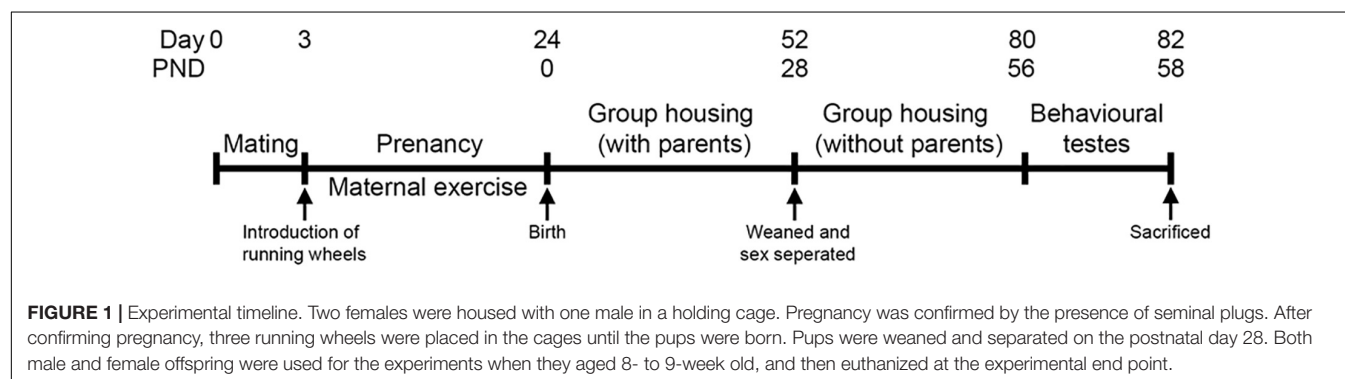 Day 0 3 24 52 80 82
PND 0 28 56 58
Mating
Prenancy
Maternal exercise
Group housing
(with parents)
Group housing
(without parents)
Behavioural
testes
Introduction of
running wheels
Birth
Weaned and
sex seperated
Sacrificed
FIGURE 1 | Experimental timeline. Two females were housed with one male in a holding cage. Pregnancy was confirmed by the presence of seminal plugs. After
confirming pregnancy, three running wheels were placed in the cages until the pups were born. Pups were weaned and separated on the postnatal day 28. Both
male and female offspring were used for the experiments when they aged 8- to 9-week old, and then euthanized at the experimental end point.